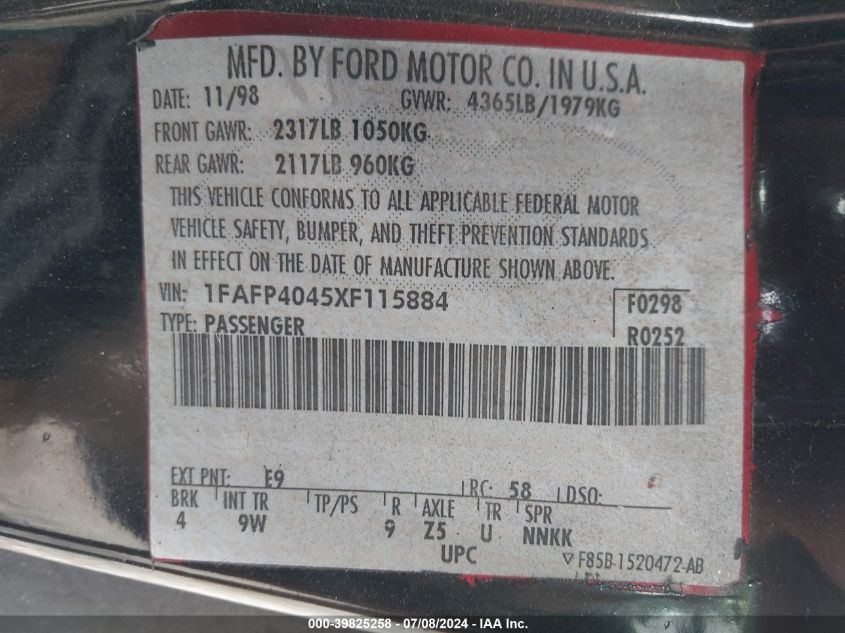 MFD. BY FORD MOTOR CO. IN U.S.A.
DATE: 11/98 GVWR: 4365LB/1979KG
FRONT GAWR: 2317LB 1050KG
REAR GAWR: 2117LB 960KG
THIS VEHICLE CONFORMS TO ALL APPLICABLE FEDERAL MOTOR
VEHICLE SAFETY, BUMPER, AND THEFT PREVENTION STANDARDS
IN EFFECT ON THE DATE OF MANUFACTURE SHOWN ABOVE.
VIN: 1FAFP4045XF115884 F0298
TYPE: PASSENGER R0252
EXT PNT: E9 RC: 58 DSO:
BRK INT TR TP/PS R AXLE TR SPR
4 9W 9 Z5 U NNKK
UPC ▽F85B-1520472-AB
000-39825258 - 07/08/2024 - IAA Inc.